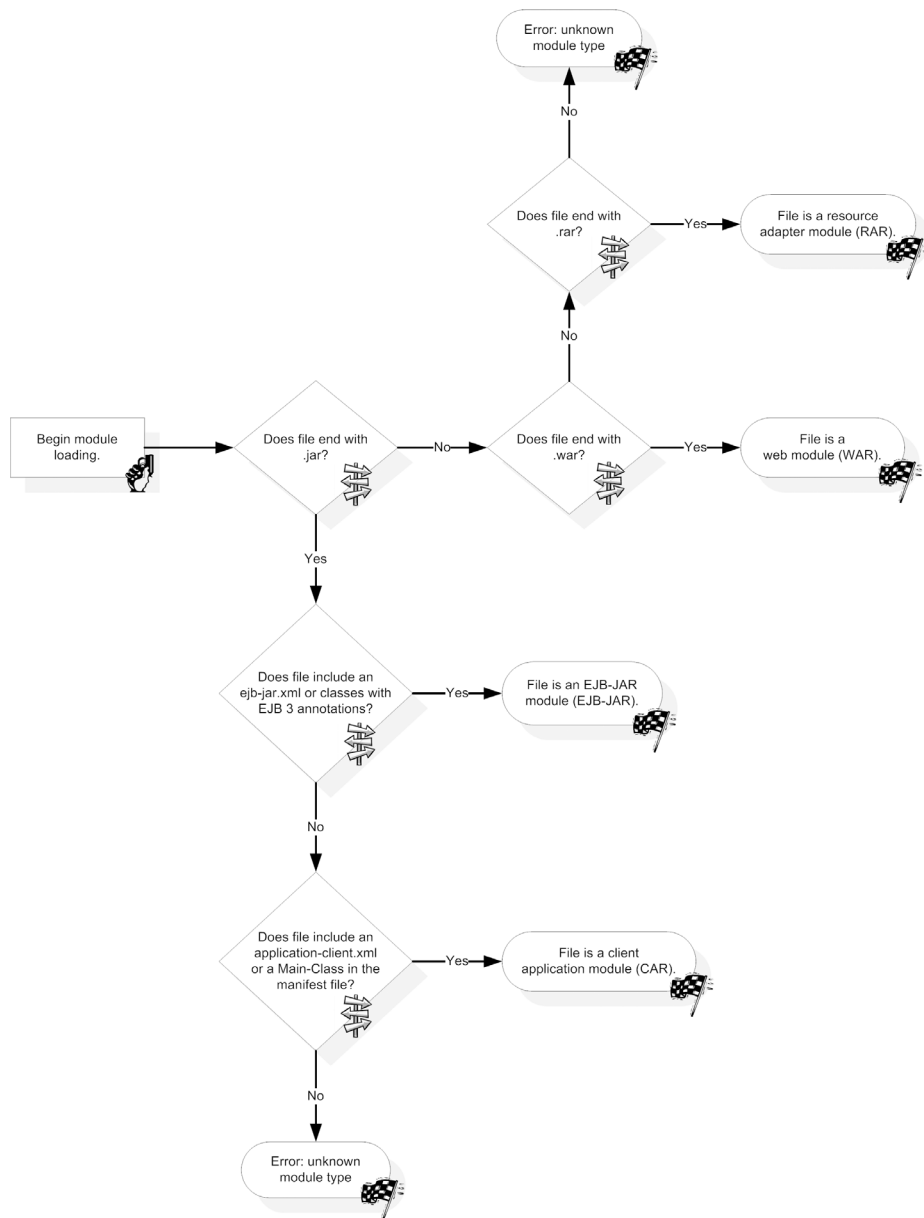 Error: unknown
module type
No
Does file end with
.rar?
Yes
File is a resource
adapter module (RAR).
No
Begin module
loading.
Does file end with
.jar?
No
Does file end with
.war?
Yes
File is a
web module (WAR).
Yes
Does file include an
ejb-jar.xml or classes with
EJB 3 annotations?
Yes
File is an EJB-JAR
module (EJB-JAR).
No
Does file include an
application-client.xml
or a Main-Class in the
manifest file?
Yes
File is a client
application module (CAR).
No
Error: unknown
module type